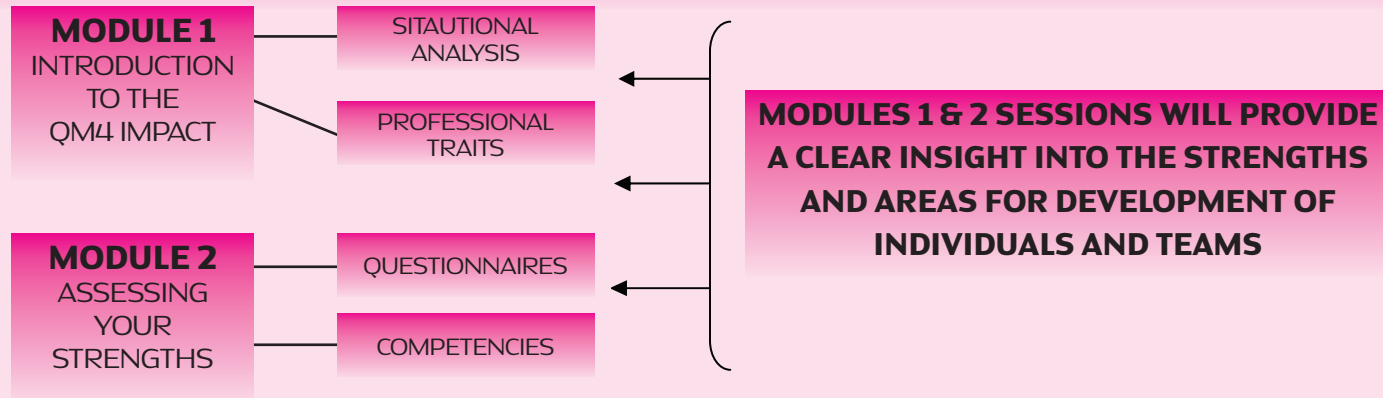 MODULE 1
INTRODUCTION
TO THE
QM4 IMPACT
SITAUTIONAL
ANALYSIS
PROFESSIONAL
TRAITS
MODULE 2
ASSESSING
YOUR
STRENGTHS
QUESTIONNAIRES
COMPETENCIES
MODULES 1 & 2 SESSIONS WILL PROVIDE
A CLEAR INSIGHT INTO THE STRENGTHS
AND AREAS FOR DEVELOPMENT OF
INDIVIDUALS AND TEAMS